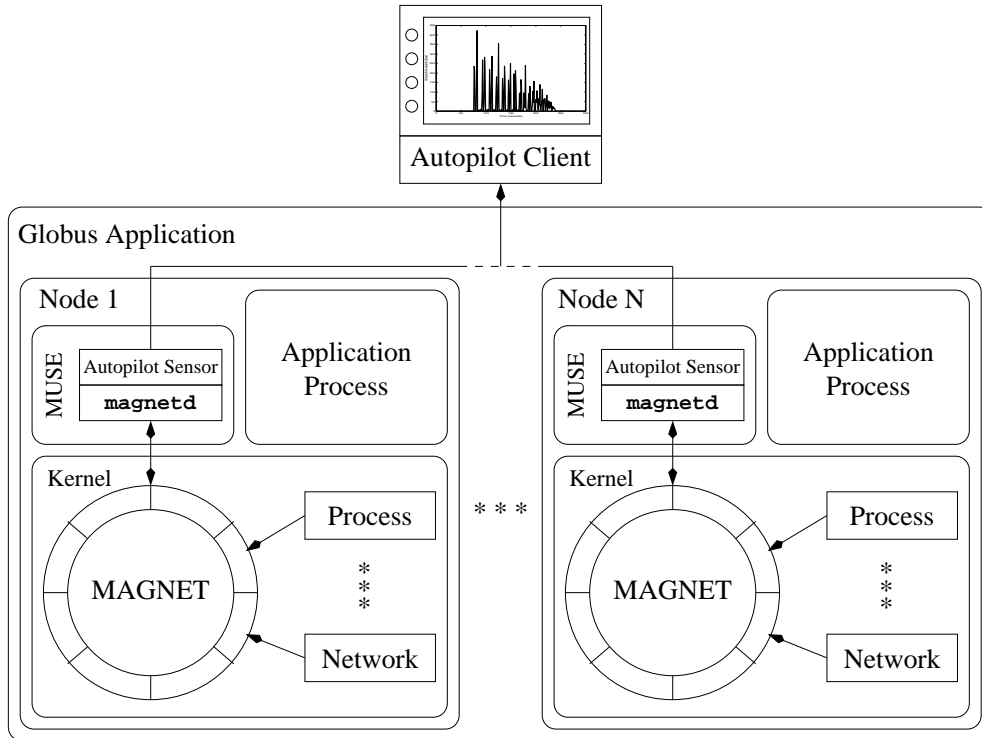 Autopilot Client
Globus Application
Node 1
MUSE
Autopilot Sensor
magnetd
Application
Process
Kernel
MAGNET
Process
*
*
*
Network
* * *
Node N
MUSE
Autopilot Sensor
magnetd
Application
Process
Kernel
MAGNET
Process
*
*
*
Network